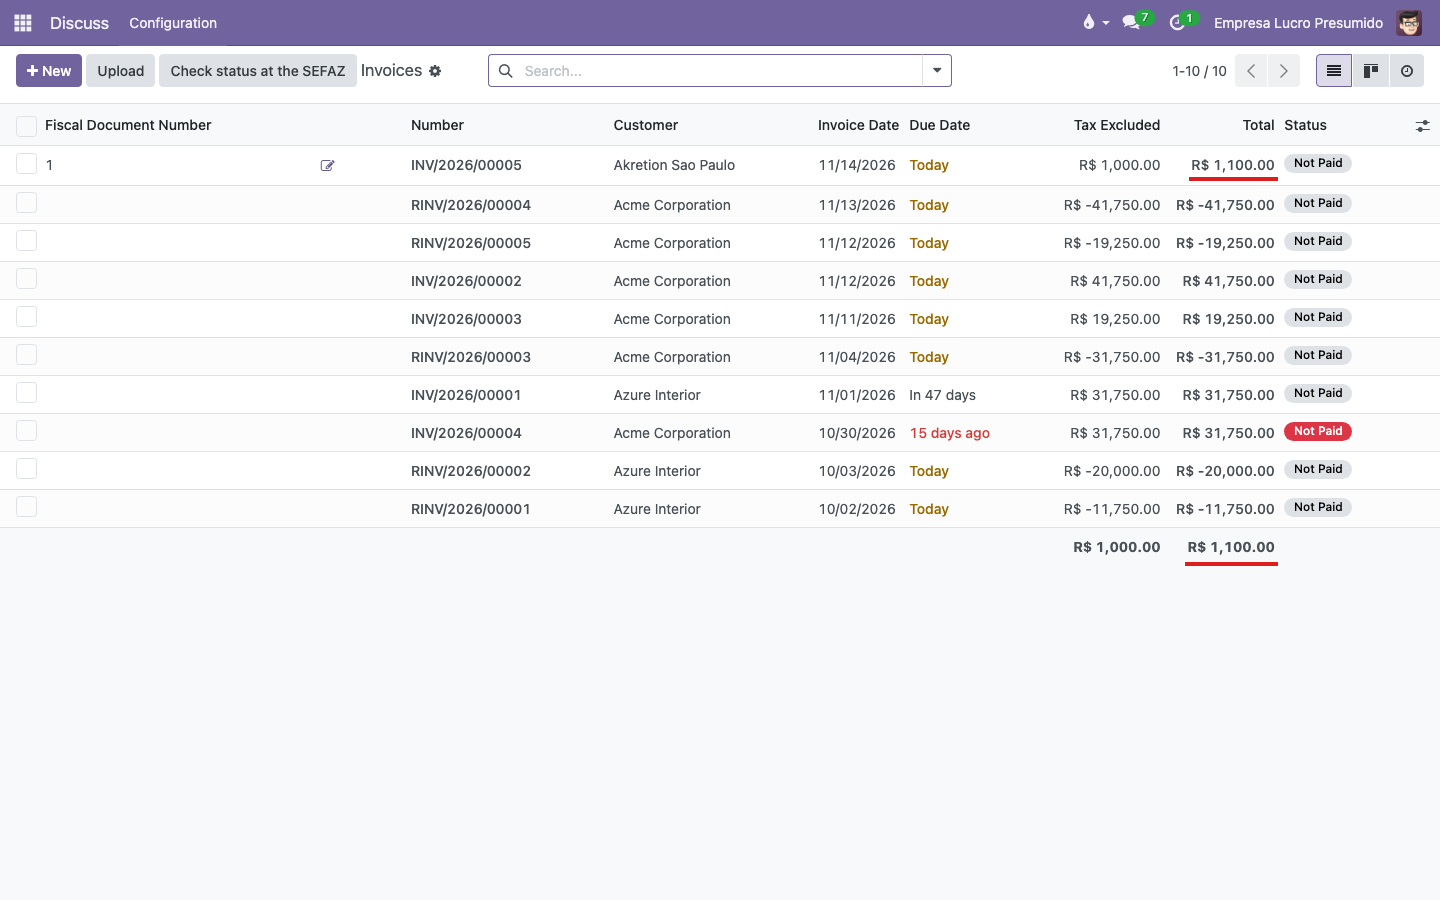 Discuss Configuration 7 1 Empresa Lucro Presumido
New Upload Check status at the SEFAZ Invoices Search... 1-10 / 10
Fiscal Document Number Number Customer Invoice Date Due Date Tax Excluded Total Status
1 INV/2026/00005 Akretion Sao Paulo 11/14/2026 Today R$ 1,000.00 R$ 1,100.00 Not Paid
RINV/2026/00004 Acme Corporation 11/13/2026 Today R$ -41,750.00 R$ -41,750.00 Not Paid
RINV/2026/00005 Acme Corporation 11/12/2026 Today R$ -19,250.00 R$ -19,250.00 Not Paid
INV/2026/00002 Acme Corporation 11/12/2026 Today R$ 41,750.00 R$ 41,750.00 Not Paid
INV/2026/00003 Acme Corporation 11/11/2026 Today R$ 19,250.00 R$ 19,250.00 Not Paid
RINV/2026/00003 Acme Corporation 11/04/2026 Today R$ -31,750.00 R$ -31,750.00 Not Paid
INV/2026/00001 Azure Interior 11/01/2026 In 47 days R$ 31,750.00 R$ 31,750.00 Not Paid
INV/2026/00004 Acme Corporation 10/30/2026 15 days ago R$ 31,750.00 R$ 31,750.00 Not Paid
RINV/2026/00002 Azure Interior 10/03/2026 Today R$ -20,000.00 R$ -20,000.00 Not Paid
RINV/2026/00001 Azure Interior 10/02/2026 Today R$ -11,750.00 R$ -11,750.00 Not Paid
R$ 1,000.00 R$ 1,100.00